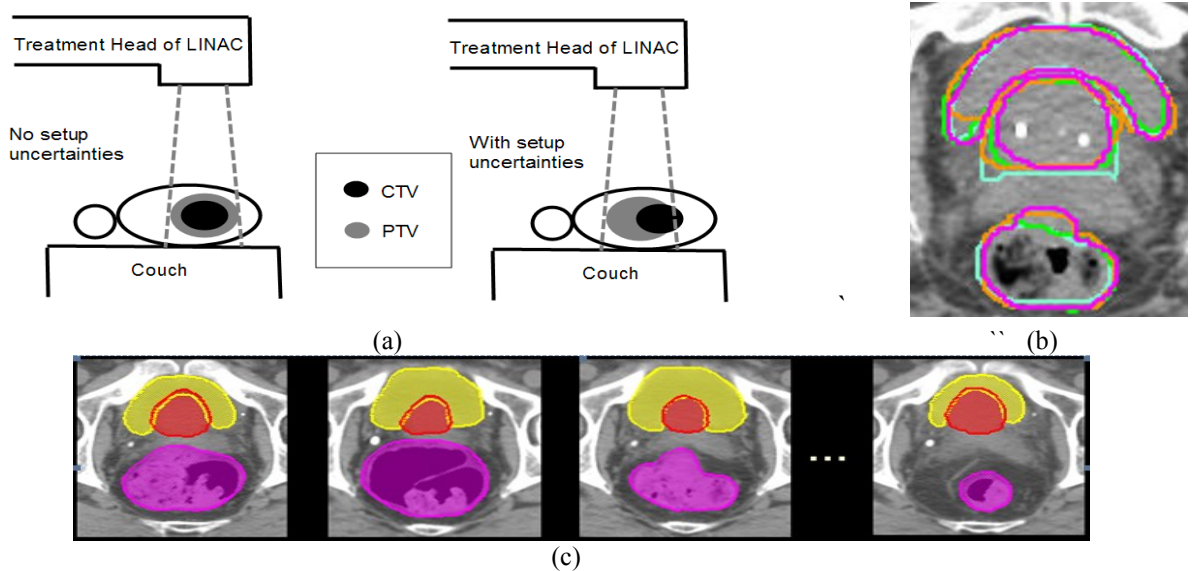 Treatment Head of LINAC
No setup
uncertainties
Couch
CTV
PTV
Treatment Head of LINAC
With setup
uncertainties
Couch
`
(a)
`` (b)
...
(c)